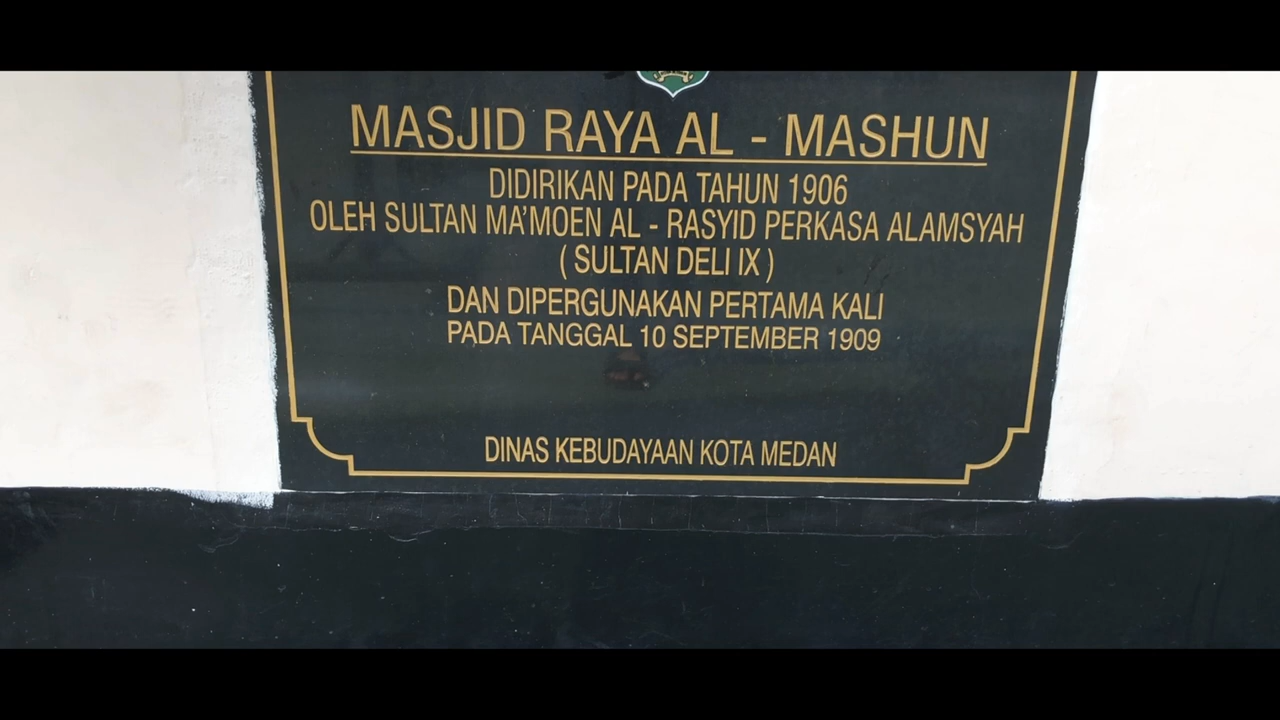 MASJID RAYA AL - MASHUN
DIDIRIKAN PADA TAHUN 1906
OLEH SULTAN MA'MOEN AL - RASYID PERKASA ALAMSYAH
( SULTAN DELI IX )
DAN DIPERGUNAKAN PERTAMA KALI
PADA TANGGAL 10 SEPTEMBER 1909
DINAS KEBUDAYAAN KOTA MEDAN